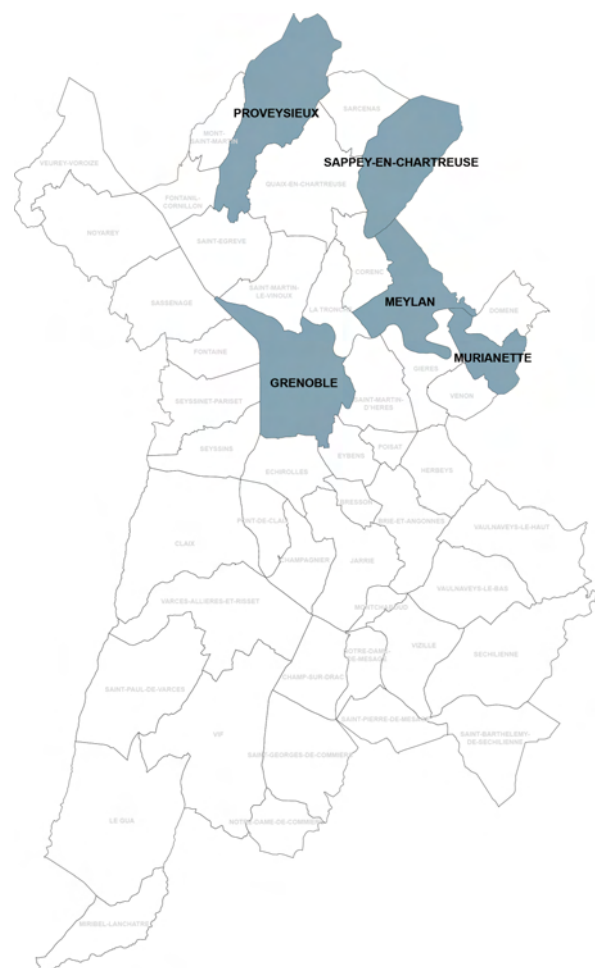 PROVEYSIEUX
SARCENAS
MONT-
SAINT-MARTIN
VEUREY-VOROIZE
SAPPEY-EN-CHARTREUSE
QUAIS-EN-CHARTREUSE
FONTANIL-
CORNILLON
NOYAREY
SAINT-EGREVE
CORENC
SAINT-MARTIN-
LE-VINOUX
SASSENAGE
MEYLAN
LA TRONCHE
DOMENE
FONTAINE
MURIANETTE
GIERES
GRENOBLE
SEYSSINET-PARISET
SAINT-MARTIN-
D'HERES
VENON
SEYSSINS
POISAT
EYBENS
HERBEYS
ECHIROLLES
BRESSON
PONT-DE-CLAIX
BRIE-ET-ANGONNES
VAULNAVEYS-LE-HAUT
CLAIX
CHAMPAGNIER
JARRIE
VAULNAVEYS-LE-BAS
VARCES-ALLIERES-ET-RISSET
MONTCHABOUD
NOTRE-DAME-
DE-MESAGE
VIZILLE
SECHILIENNE
CHAMP-SUR-DRAC
SAINT-PAUL-DE-VARCES
SAINT-PIERRE-DE-MESAGE
VIF
SAINT-BARTHELEMY-
DE-SECHILIENNE
SAINT-GEORGES-DE-COMMIERS
LE GUA
NOTRE-DAME-DE-COMMIERS
MIRIBEL-LANCHATRE